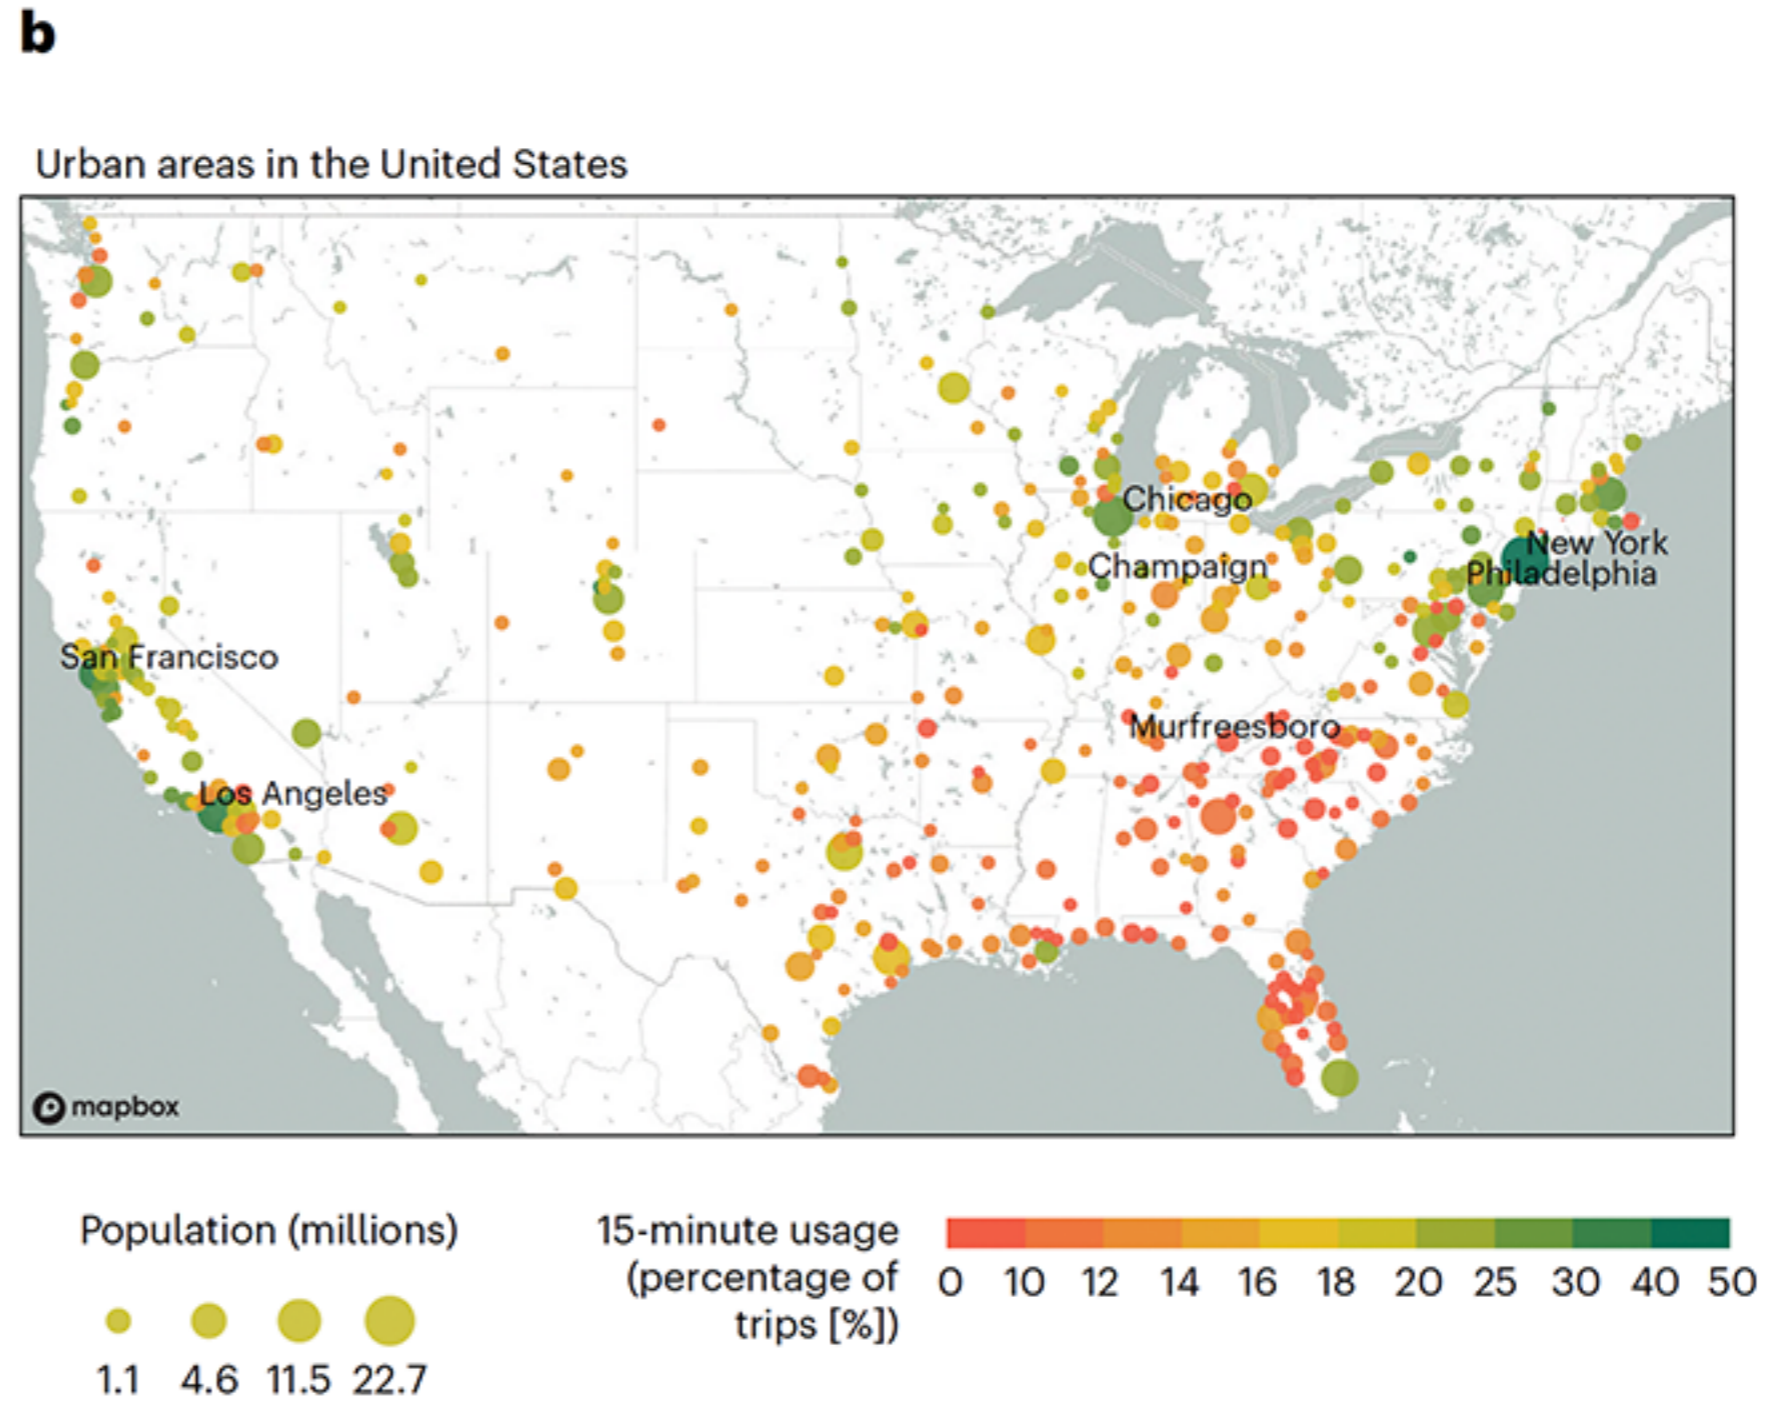 b
Urban areas in the United States
Chicago
New York
Champaign
Philadelphia
San Francisco
Murfreesboro
Los Angeles
mapbox
Population (millions)
1.1 4.6 11.5 22.7
15-minute usage
(percentage of
trips [%])
0 10 12 14 16 18 20 25 30 40 50